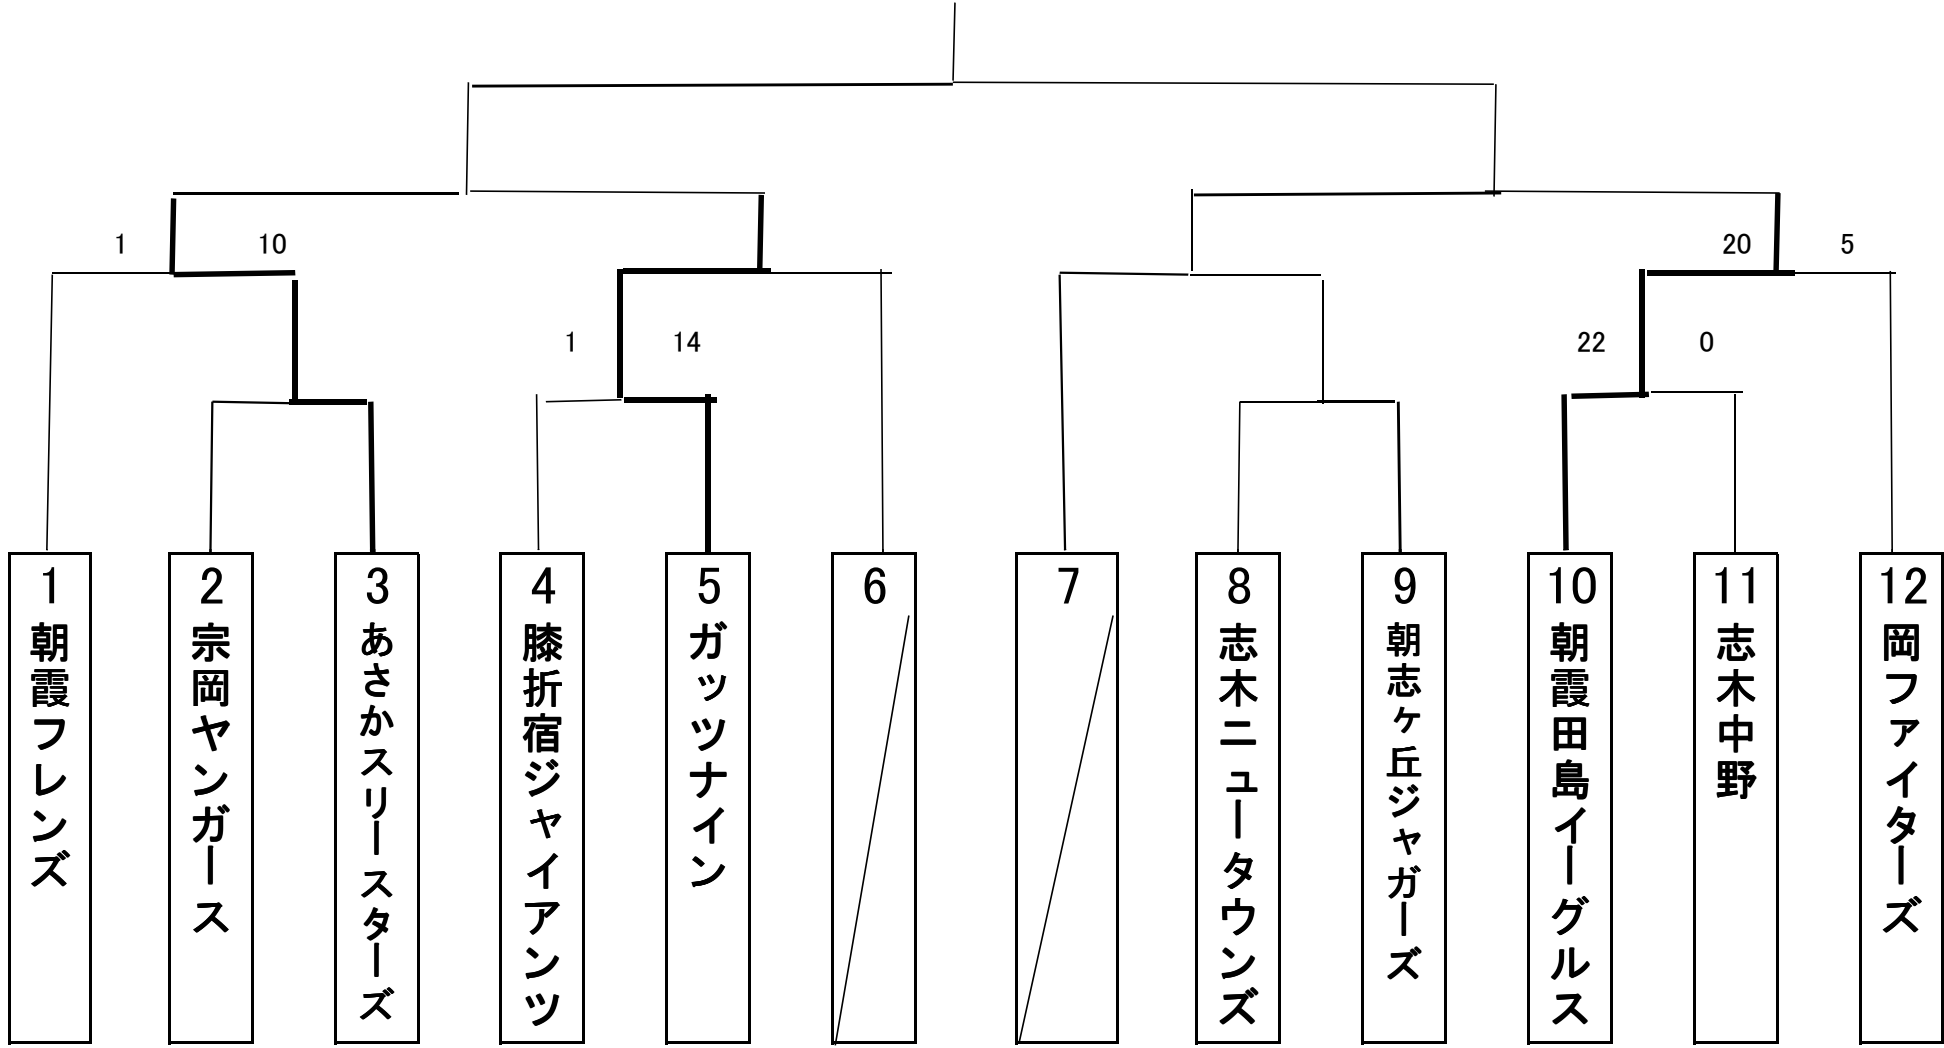 1 10
20 5
1 14
22 0
1
朝霞フレンズ
2
宗岡ヤンガース
3
あさかスリースターズ
4
膝折宿ジャイアンツ
5
ガッツナイン
6
7
8
志木ニュータウンズ
9
朝志ヶ丘ジャガーズ
10
朝霞田島イーグルス
11
志木中野
12
岡ファイターズ